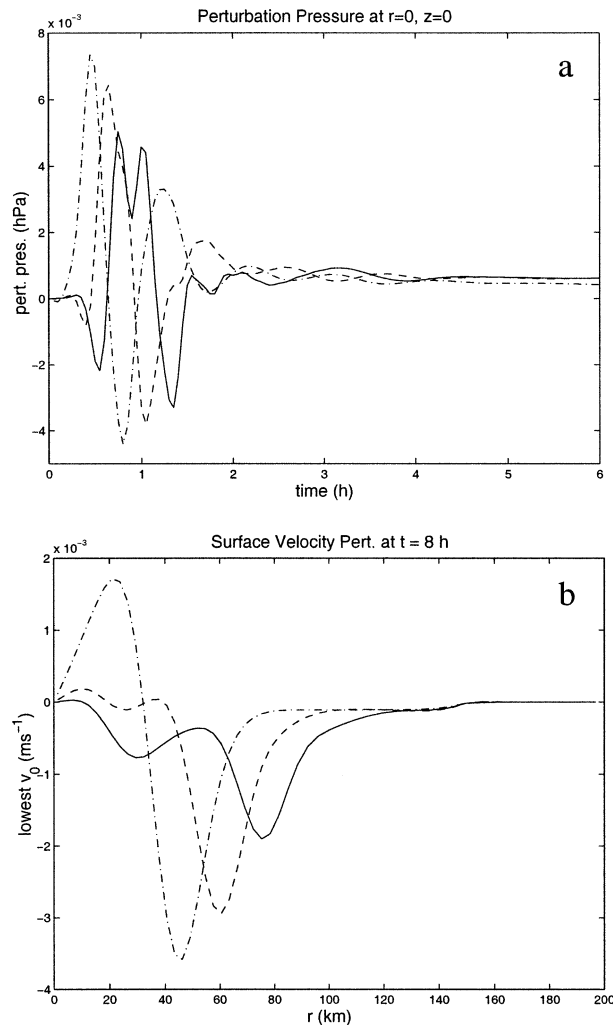 Perturbation Pressure at r=0, z=0
x 10⁻³
a
8
6
4
2
0
−2
−4
pert. pres. (hPa)
0 1 2 3 4 5 6
time (h)
Surface Velocity Pert. at t = 8 h
x 10⁻³
b
2
1
0
−1
−2
−3
−4
lowest v₀ (ms⁻¹)
0 20 40 60 80 100 120 140 160 180 200
r (km)